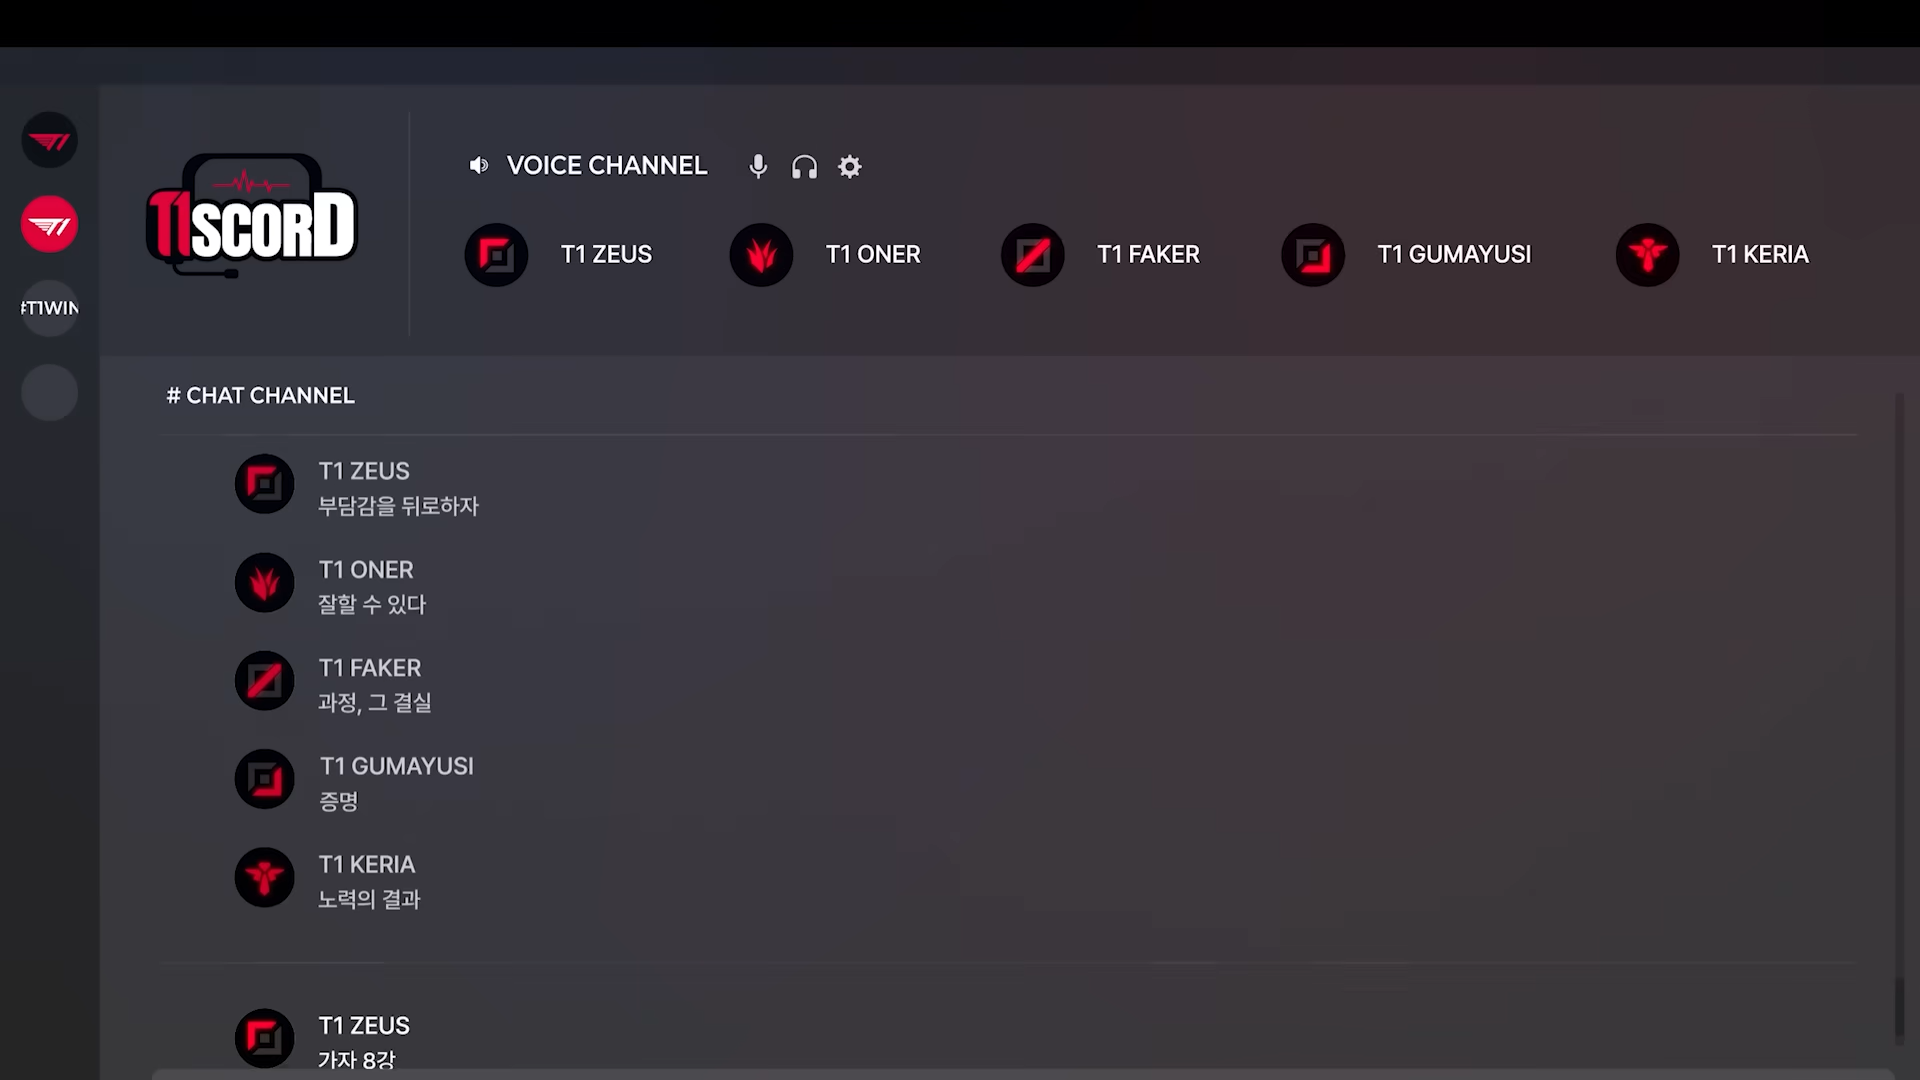 T1SCORD
VOICE CHANNEL
T1 ZEUS
T1 ONER
T1 FAKER
T1 GUMAYUSI
T1 KERIA
#T1WIN
# CHAT CHANNEL
T1 ZEUS
부담감을 뒤로하자
T1 ONER
잘할 수 있다
T1 FAKER
과정, 그 결실
T1 GUMAYUSI
증명
T1 KERIA
노력의 결과
T1 ZEUS
가자 8강